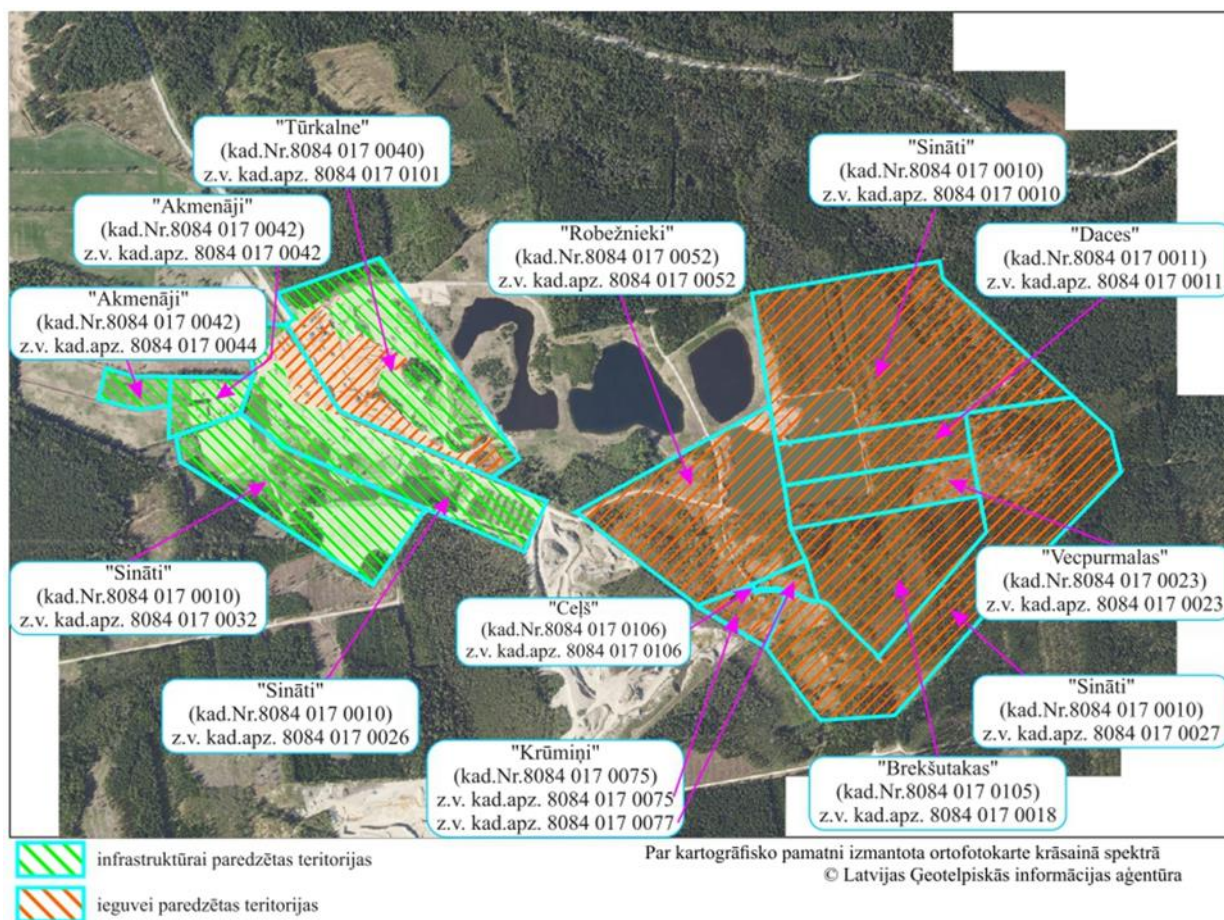 "Tūrkalne"
(kad.Nr.8084 017 0040)
z.v. kad.apz. 8084 017 0101
"Sināti"
(kad.Nr.8084 017 0010)
z.v. kad.apz. 8084 017 0010
"Akmenāji"
(kad.Nr.8084 017 0042)
z.v. kad.apz. 8084 017 0042
"Robežnieki"
(kad.Nr.8084 017 0052)
z.v. kad.apz. 8084 017 0052
"Daces"
(kad.Nr.8084 017 0011)
z.v. kad.apz. 8084 017 0011
"Akmenāji"
(kad.Nr.8084 017 0042)
z.v. kad.apz. 8084 017 0044
"Sināti"
(kad.Nr.8084 017 0010)
z.v. kad.apz. 8084 017 0032
"Ceļš"
(kad.Nr.8084 017 0106)
z.v. kad.apz. 8084 017 0106
"Vecpurmalas"
(kad.Nr.8084 017 0023)
z.v. kad.apz. 8084 017 0023
"Sināti"
(kad.Nr.8084 017 0010)
z.v. kad.apz. 8084 017 0026
"Sināti"
(kad.Nr.8084 017 0010)
z.v. kad.apz. 8084 017 0027
"Krūmiņi"
(kad.Nr.8084 017 0075)
z.v. kad.apz. 8084 017 0075
z.v. kad.apz. 8084 017 0077
"Brekšutakas"
(kad.Nr.8084 017 0105)
z.v. kad.apz. 8084 017 0018
infrastruktūrai paredzētas teritorijas
ieguvei paredzētas teritorijas
Par kartogrāfisko pamatni izmantota ortofotokarte krāsainā spektrā
© Latvijas Ģeotelpiskās informācijas aģentūra